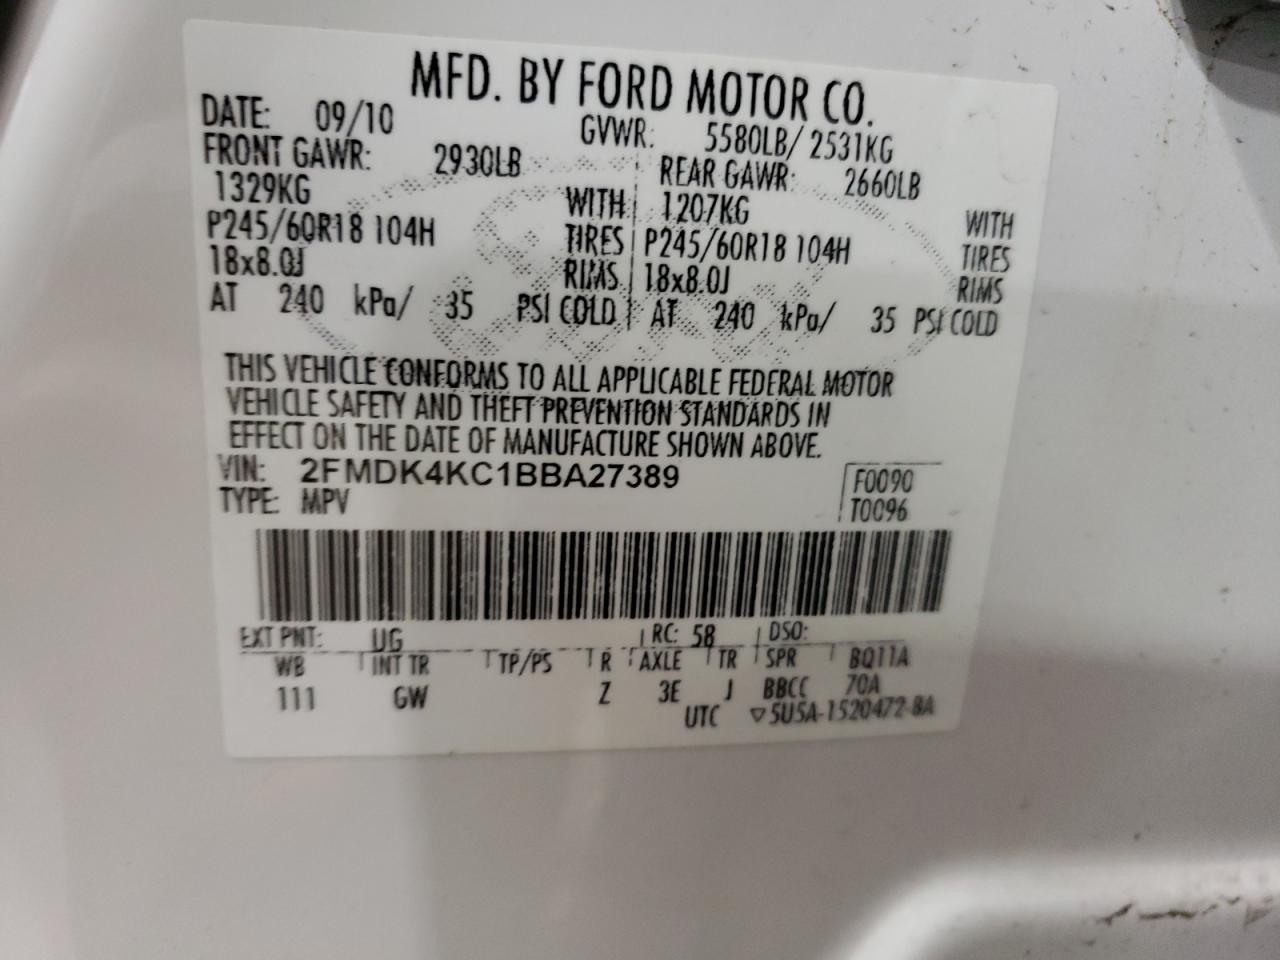 MFD. BY FORD MOTOR CO.
DATE: 09/10 GVWR: 5580LB/ 2531KG
FRONT GAWR: 2930LB REAR GAWR: 2660LB
1329KG WITH 1207KG WITH
P245/60R18 104H TIRES P245/60R18 104H TIRES
18x8.0J RIMS 18x8.0J RIMS
AT 240 kPa/ 35 PSI COLD AT 240 kPa/ 35 PSI COLD
THIS VEHICLE CONFORMS TO ALL APPLICABLE FEDERAL MOTOR
VEHICLE SAFETY AND THEFT PREVENTION STANDARDS IN
EFFECT ON THE DATE OF MANUFACTURE SHOWN ABOVE.
VIN: 2FMDK4KC1BBA27389 F0090
TYPE: MPV T0096
EXT PNT: UG RC: 58 DSO:
WB INT TR TP/PS R AXLE TR SPR BQ11A
111 GW Z 3E J BBCC 70A
UTC ▽5U5A-1520472-BA